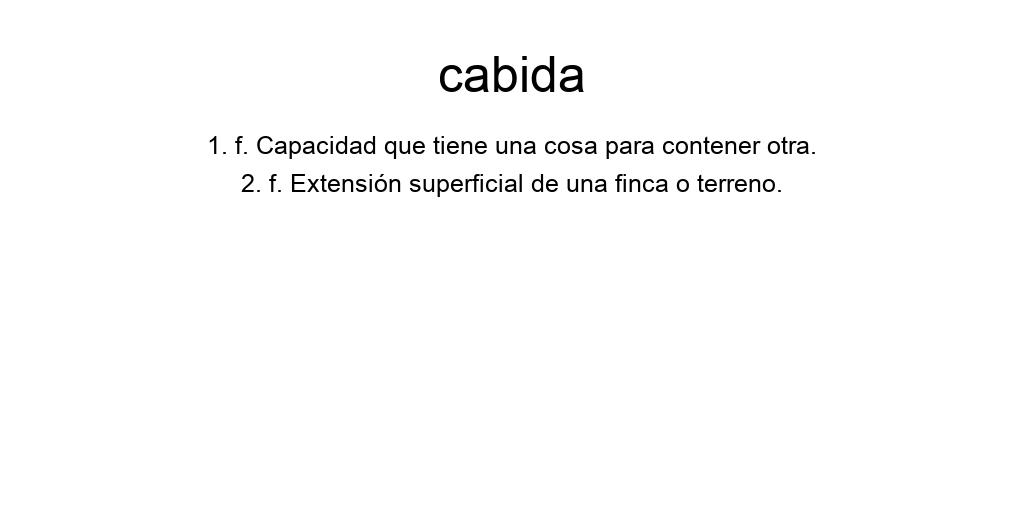 cabida
1. f. Capacidad que tiene una cosa para contener otra.
2. f. Extensión superficial de una finca o terreno.